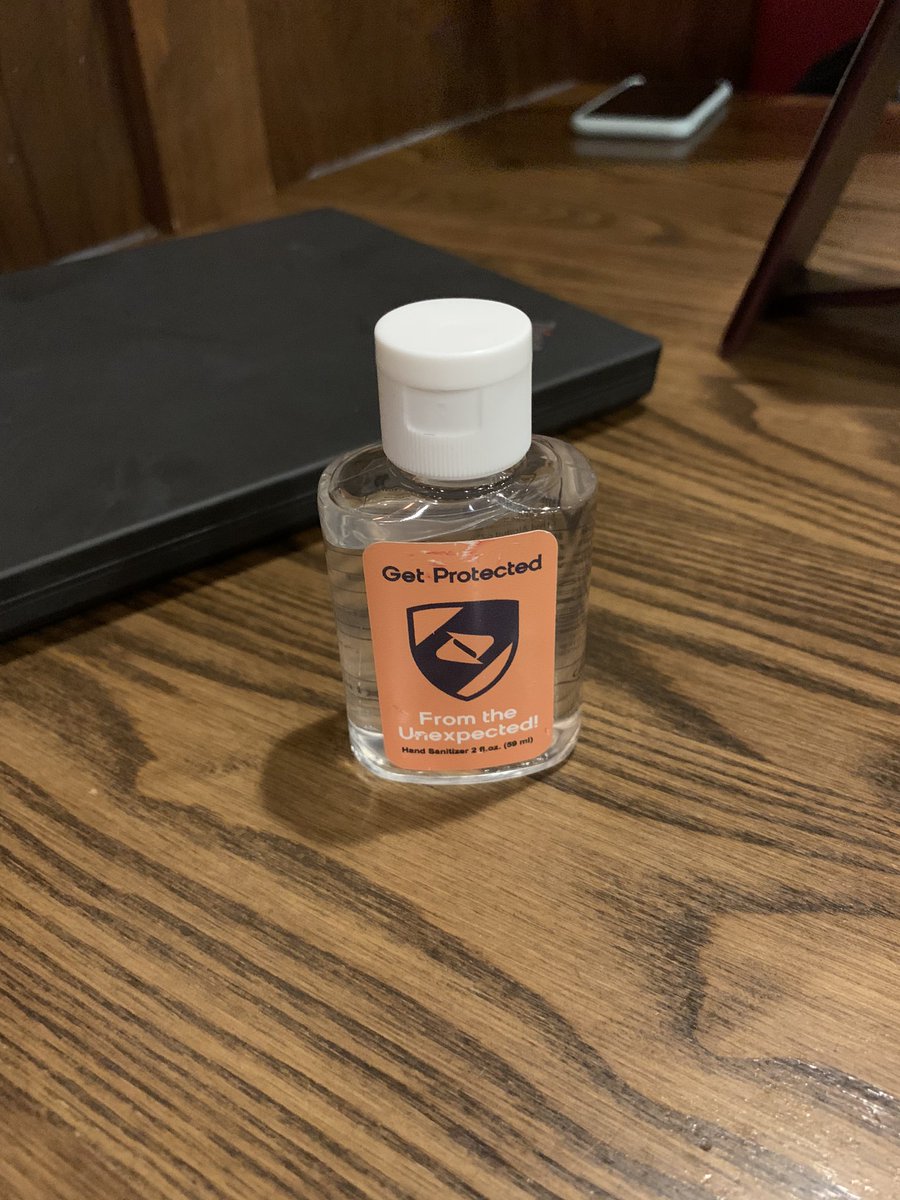 Get Protected
From the
Unexpected!
Hand Sanitizer 2 fl.oz. (59 ml)